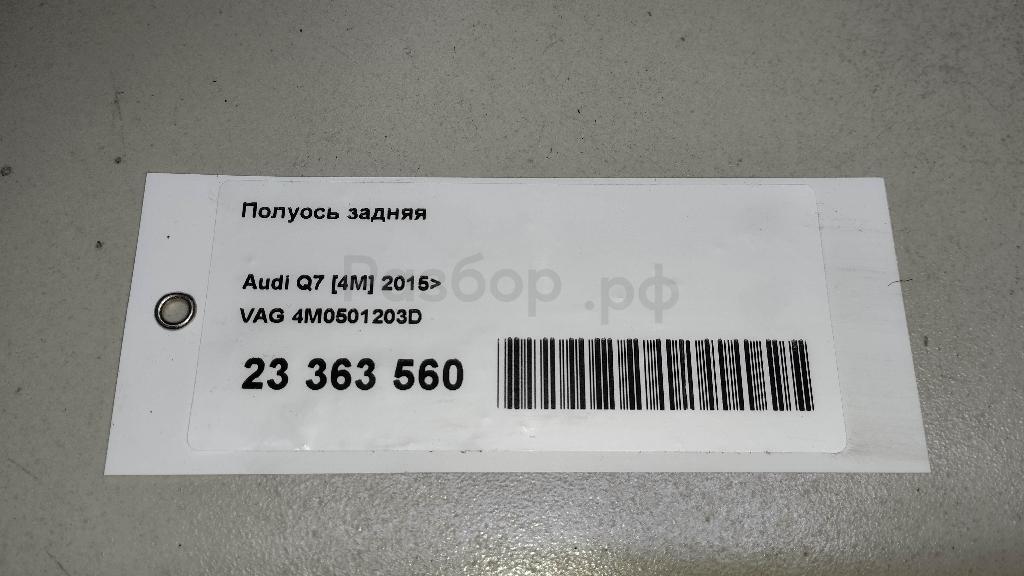 Полуось задняя
Разбор.рф
Audi Q7 [4M] 2015>
VAG 4M0501203D
23 363 560